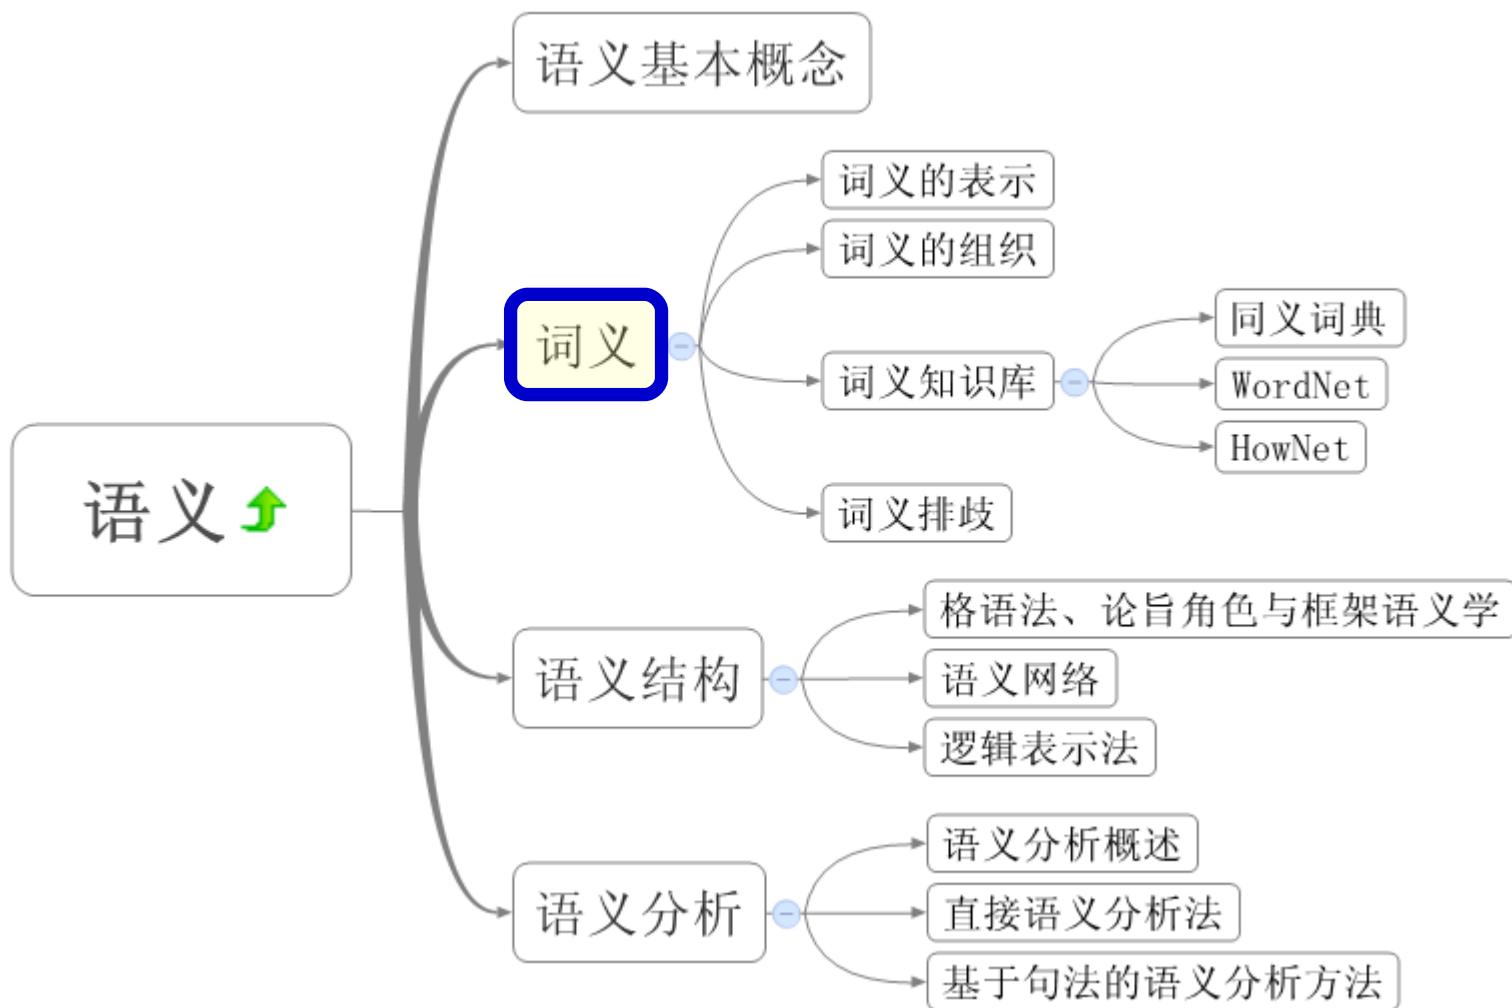 语义基本概念
词义的表示
词义的组织
同义词典
词义
词义知识库
WordNet
HowNet
语义
词义排歧
格语法、论旨角色与框架语义学
语义结构
语义网络
逻辑表示法
语义分析概述
语义分析
直接语义分析法
基于句法的语义分析方法